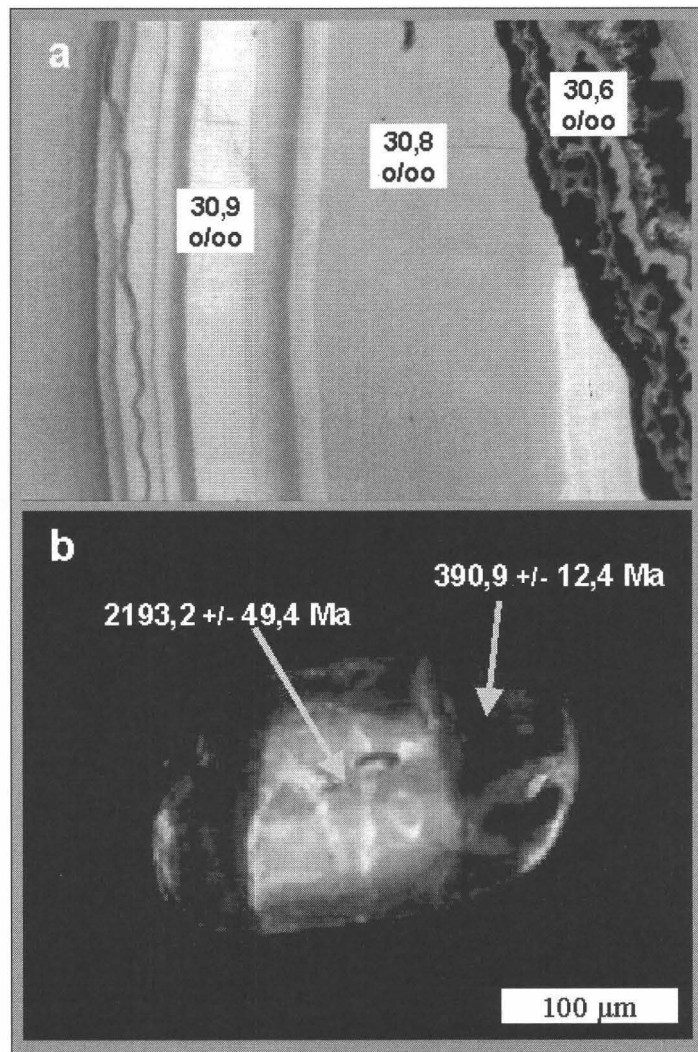 a
30,9
o/oo
30,8
o/oo
30,6
o/oo
b
2193,2 +/- 49,4 Ma
390,9 +/- 12,4 Ma
100 µm